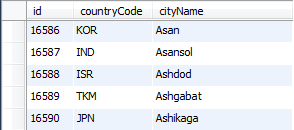 id countryCode cityName
16586 KOR Asan
16587 IND Asansol
16588 ISR Ashdod
16589 TKM Ashgabat
16590 JPN Ashikaga